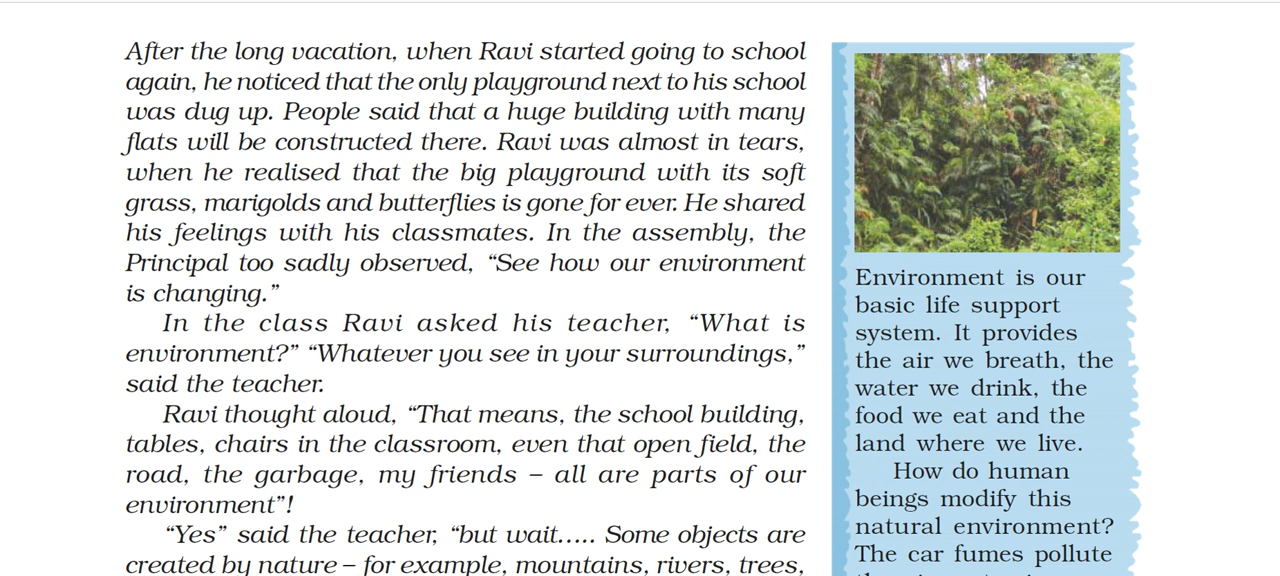 After the long vacation, when Ravi started going to school
again, he noticed that the only playground next to his school
was dug up. People said that a huge building with many
flats will be constructed there. Ravi was almost in tears,
when he realised that the big playground with its soft
grass, marigolds and butterflies is gone for ever. He shared
his feelings with his classmates. In the assembly, the
Principal too sadly observed, “See how our environment
is changing.”
In the class Ravi asked his teacher, “What is
environment?” “Whatever you see in your surroundings,”
said the teacher.
Ravi thought aloud, “That means, the school building,
tables, chairs in the classroom, even that open field, the
road, the garbage, my friends – all are parts of our
environment”!
“Yes” said the teacher, “but wait..... Some objects are
created by nature – for example, mountains, rivers, trees,
Environment is our
basic life support
system. It provides
the air we breath, the
water we drink, the
food we eat and the
land where we live.
How do human
beings modify this
natural environment?
The car fumes pollute